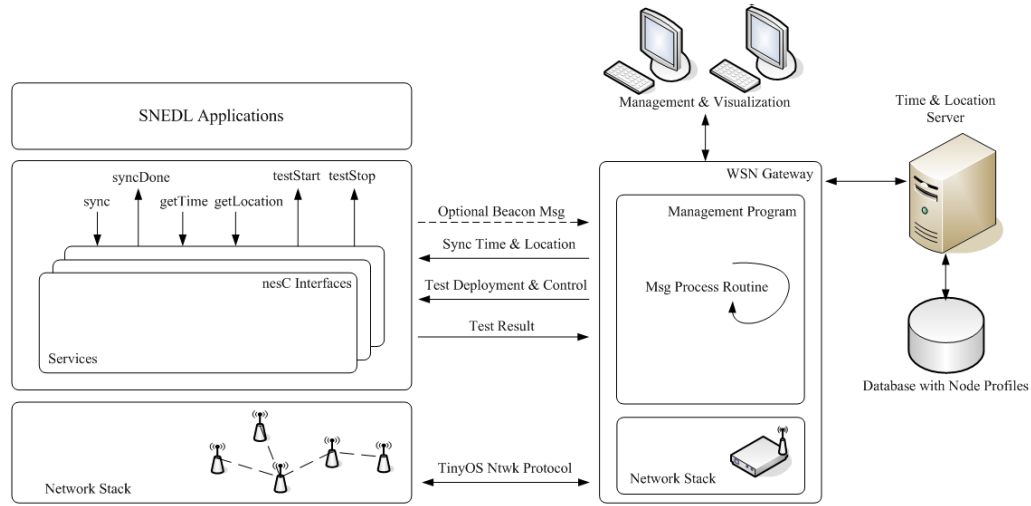 Management & Visualization
Time & Location
Server
SNEDL Applications
WSN Gateway
syncDone
testStart
testStop
sync
getTime
getLocation
Optional Beacon Msg
Management Program
Sync Time & Location
nesC Interfaces
Test Deployment & Control
Msg Process Routine
Test Result
Services
Database with Node Profiles
TinyOS Ntwk Protocol
Network Stack
Network Stack